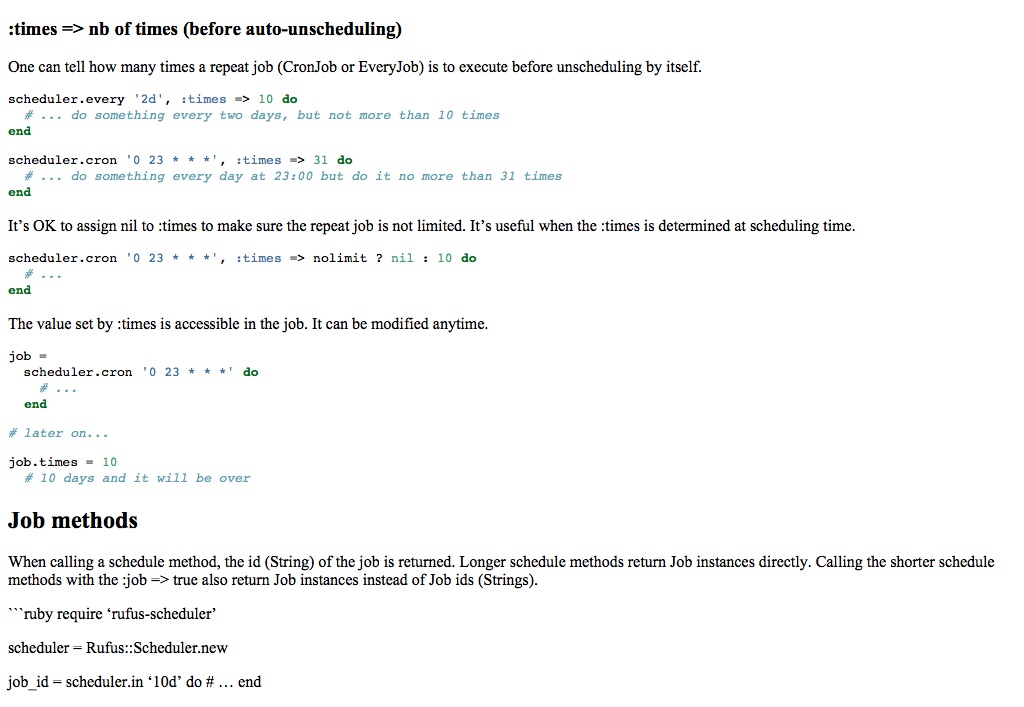 :times => nb of times (before auto-unscheduling)
One can tell how many times a repeat job (CronJob or EveryJob) is to execute before unscheduling by itself.
scheduler.every '2d', :times => 10 do
  # ... do something every two days, but not more than 10 times
end
scheduler.cron '0 23 * * *', :times => 31 do
  # ... do something every day at 23:00 but do it no more than 31 times
end
It’s OK to assign nil to :times to make sure the repeat job is not limited. It’s useful when the :times is determined at scheduling time.
scheduler.cron '0 23 * * *', :times => nolimit ? nil : 10 do
  # ...
end
The value set by :times is accessible in the job. It can be modified anytime.
job =
  scheduler.cron '0 23 * * *' do
    # ...
  end
# later on...
job.times = 10
  # 10 days and it will be over
Job methods
When calling a schedule method, the id (String) of the job is returned. Longer schedule methods return Job instances directly. Calling the shorter schedule
methods with the :job => true also return Job instances instead of Job ids (Strings).
```ruby require ‘rufus-scheduler’
scheduler = Rufus::Scheduler.new
job_id = scheduler.in ‘10d’ do # … end